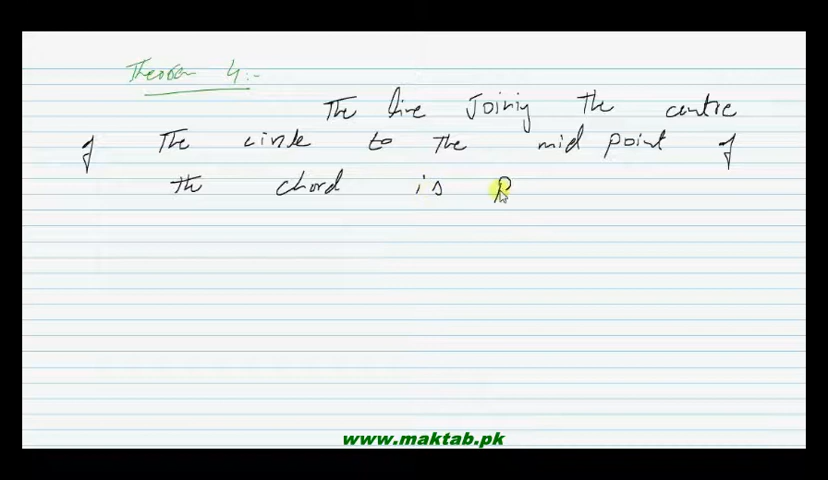 Theorem 4:-
The line Joining the centre
of The circle to the mid point of
the chord is P
www.maktab.pk